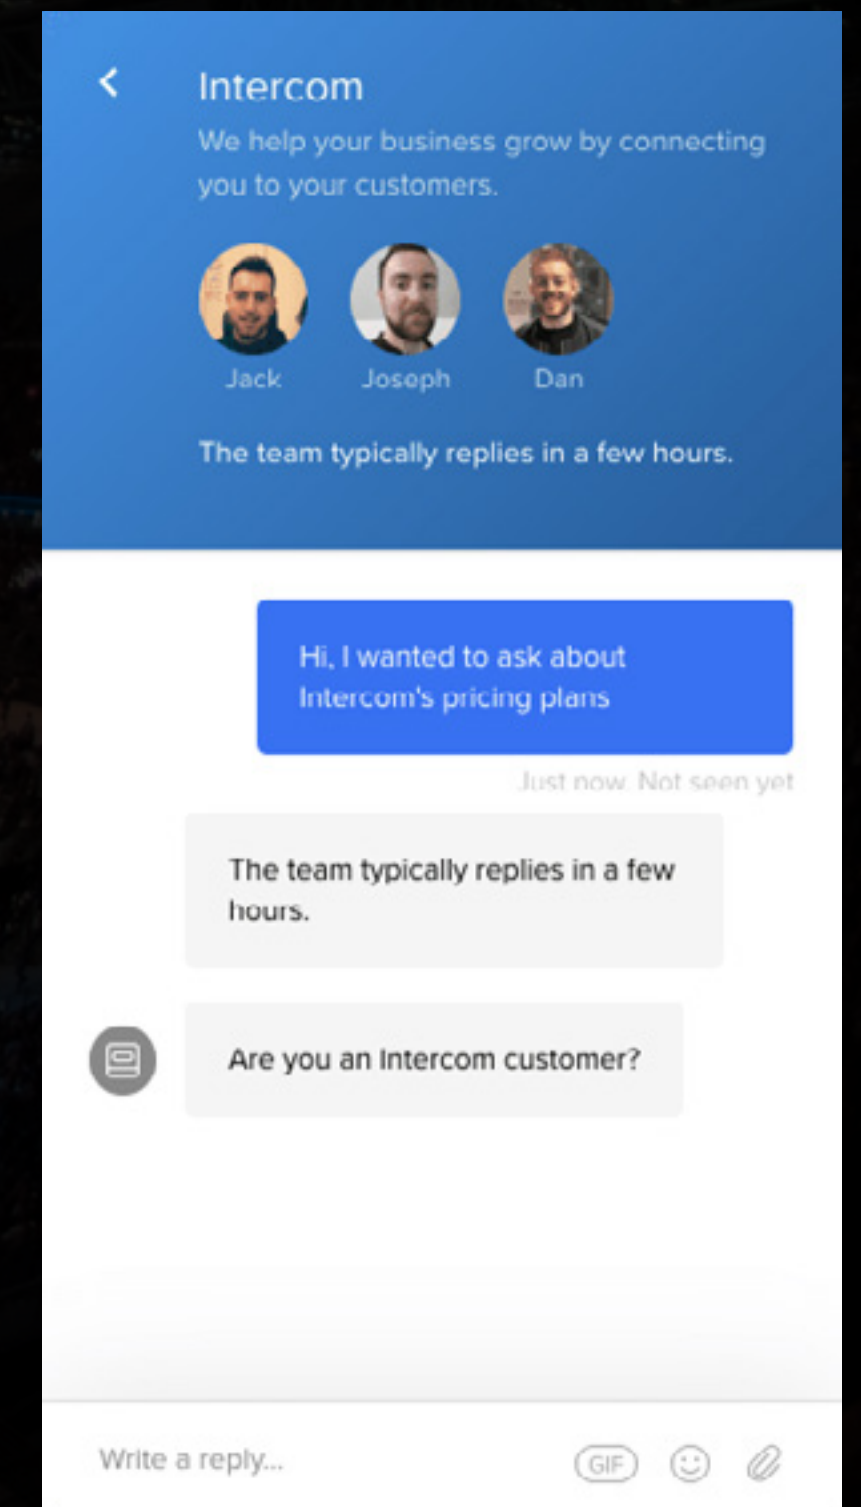 Intercom
We help your business grow by connecting
you to your customers.
Jack Joseph Dan
The team typically replies in a few hours.
Hi, I wanted to ask about
Intercom's pricing plans
Just now. Not seen yet
The team typically replies in a few
hours.
Are you an Intercom customer?
Write a reply...
GIF